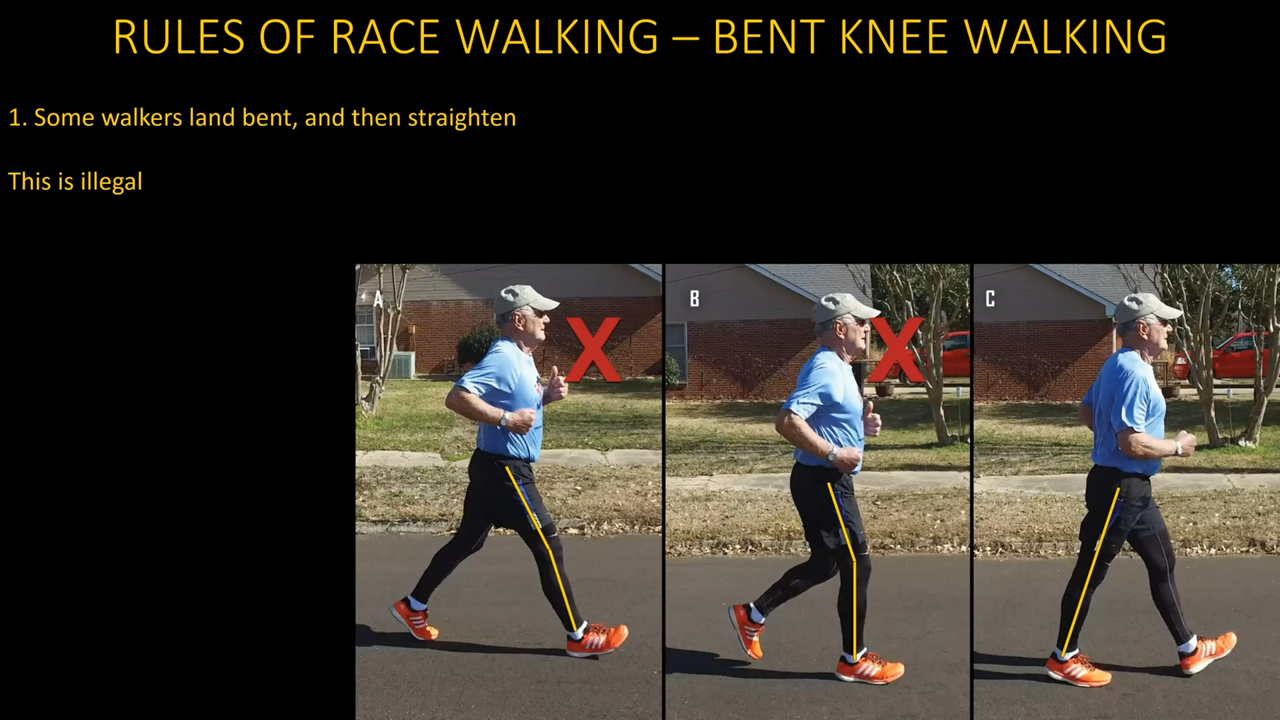 RULES OF RACE WALKING – BENT KNEE WALKING
1. Some walkers land bent, and then straighten
This is illegal
A
X
B
X
C